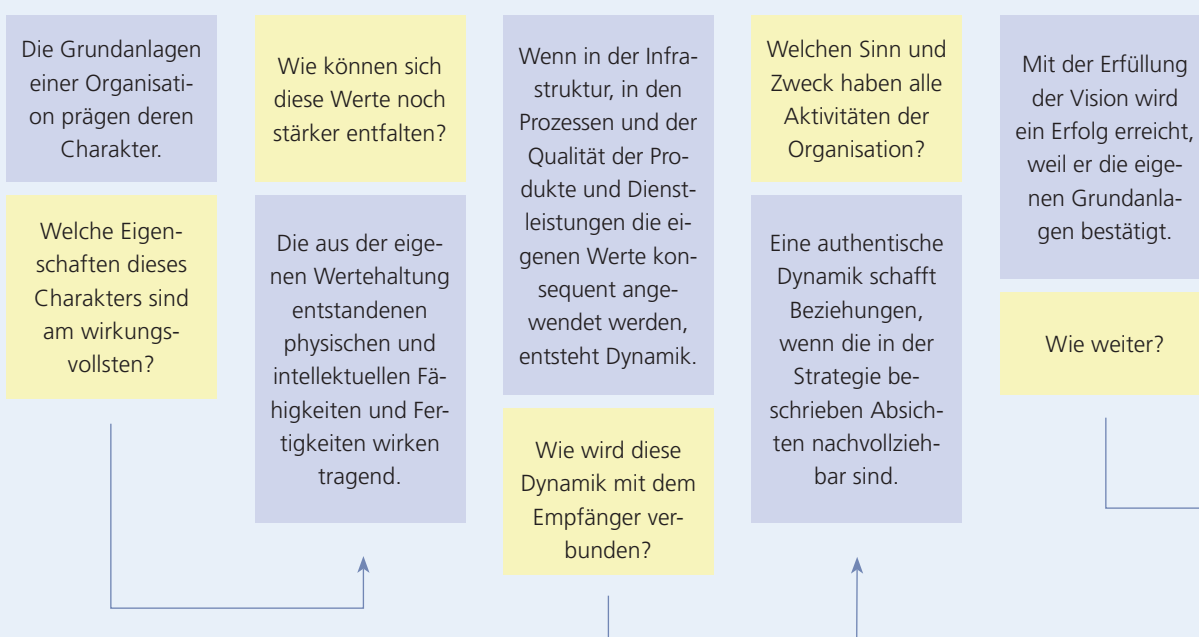 Die Grundanlagen
einer Organisati-
on prägen deren
Charakter.
Welche Eigen-
schaften dieses
Charakters sind
am wirkungs-
vollsten?
Wie können sich
diese Werte noch
stärker entfalten?
Die aus der eige-
nen Wertehaltung
entstandenen
physischen und
intellektuellen Fä-
higkeiten und Fer-
tigkeiten wirken
tragend.
Wenn in der Infra-
struktur, in den
Prozessen und der
Qualität der Pro-
dukte und Dienst-
leistungen die ei-
genen Werte kon-
sequent ange-
wendet werden,
entsteht Dynamik.
Wie wird diese
Dynamik mit dem
Empfänger ver-
bunden?
Welchen Sinn und
Zweck haben alle
Aktivitäten der
Organisation?
Eine authentische
Dynamik schafft
Beziehungen,
wenn die in der
Strategie be-
schrieben Absich-
ten nachvollzieh-
bar sind.
Mit der Erfüllung
der Vision wird
ein Erfolg erreicht,
weil er die eige-
nen Grundanla-
gen bestätigt.
Wie weiter?